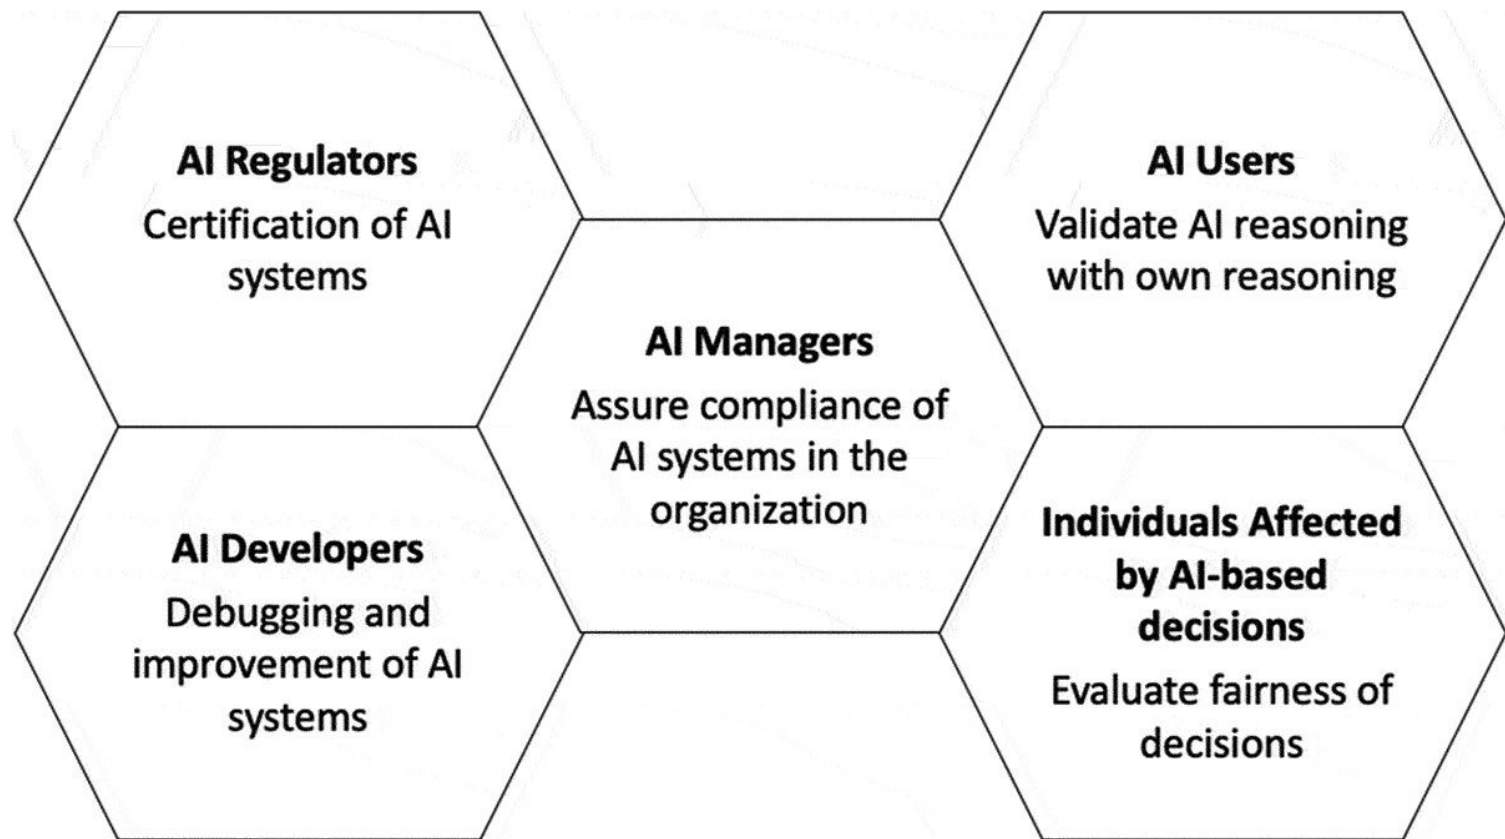 AI Regulators
Certification of AI
systems
AI Developers
Debugging and
improvement of AI
systems
AI Managers
Assure compliance of
AI systems in the
organization
AI Users
Validate AI reasoning
with own reasoning
Individuals Affected
by AI-based
decisions
Evaluate fairness of
decisions